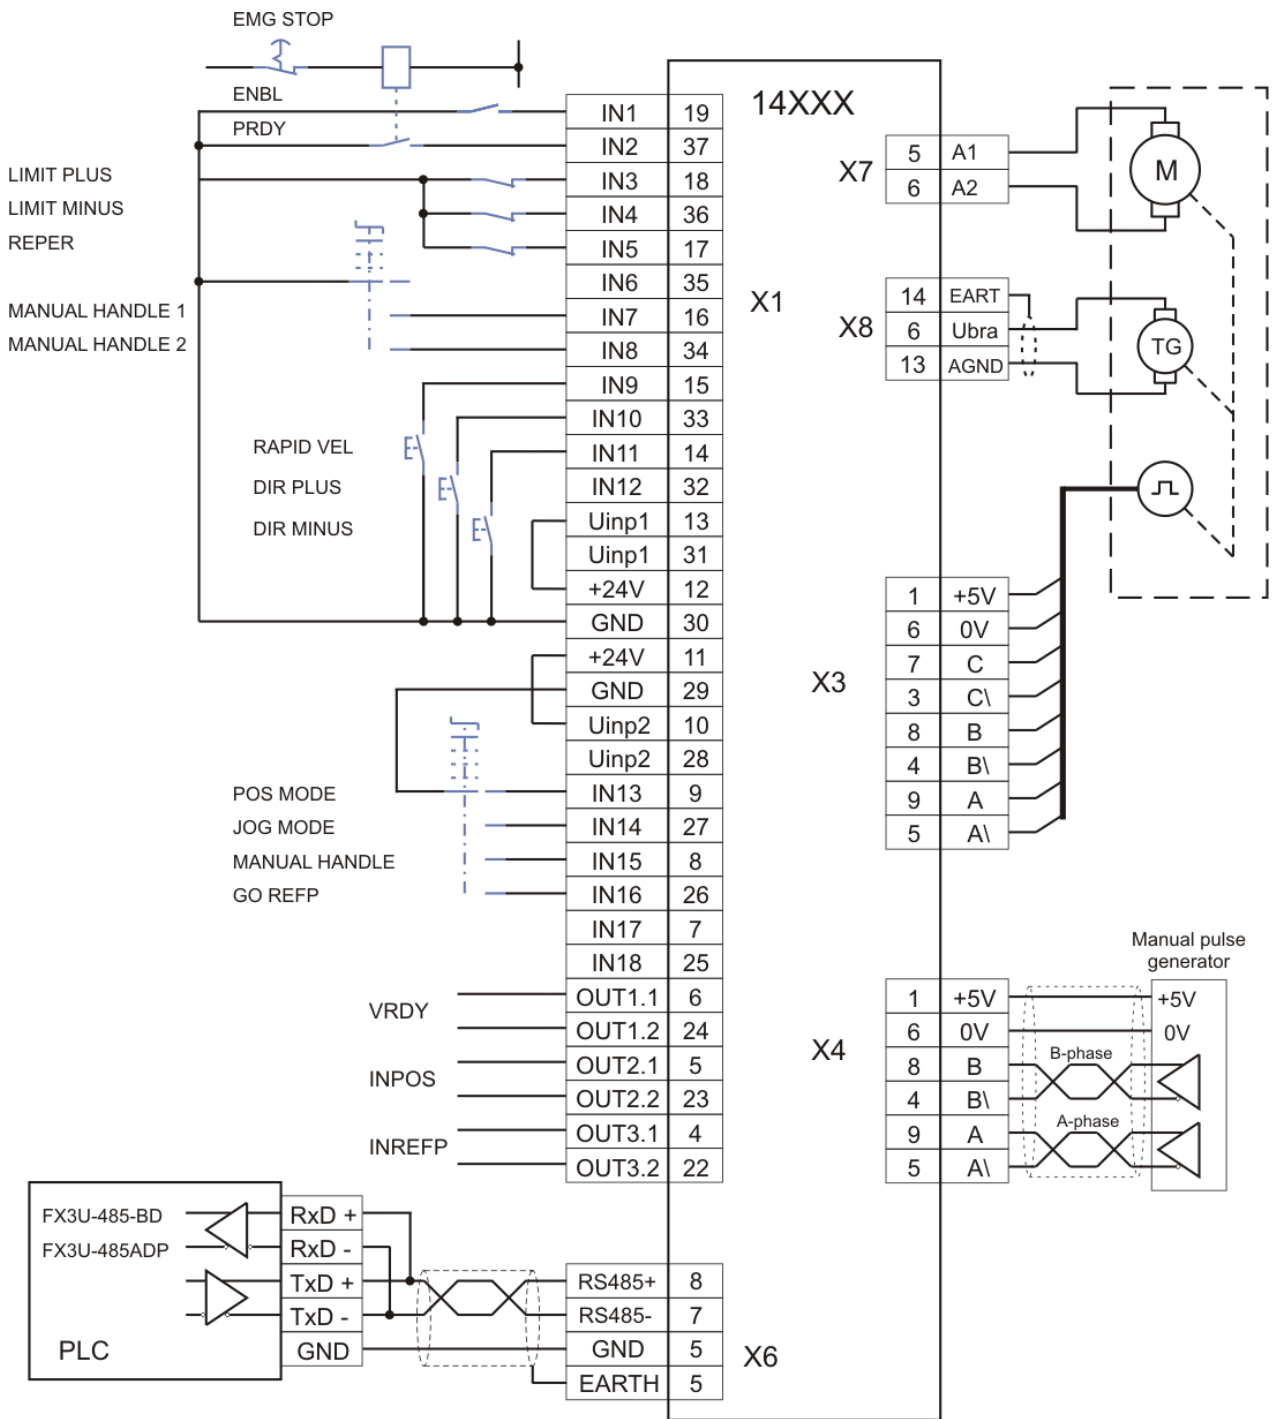 EMG STOP
ENBL
PRDY
LIMIT PLUS
LIMIT MINUS
REPER
MANUAL HANDLE 1
MANUAL HANDLE 2
RAPID VEL
DIR PLUS
DIR MINUS
POS MODE
JOG MODE
MANUAL HANDLE
GO REFP
VRDY
INPOS
INREFP
14XXX
X1
IN1 19
IN2 37
IN3 18
IN4 36
IN5 17
IN6 35
IN7 16
IN8 34
IN9 15
IN10 33
IN11 14
IN12 32
Uinp1 13
Uinp1 31
+24V 12
GND 30
+24V 11
GND 29
Uinp2 10
Uinp2 28
IN13 9
IN14 27
IN15 8
IN16 26
IN17 7
IN18 25
OUT1.1 6
OUT1.2 24
OUT2.1 5
OUT2.2 23
OUT3.1 4
OUT3.2 22
FX3U-485-BD
FX3U-485ADP
PLC
RxD +
RxD -
TxD +
TxD -
GND
RS485+ 8
RS485- 7
GND 5
EARTH 5
X6
X7
5 A1
6 A2
M
X8
14 EART
6 Ubra
13 AGND
TG
X3
1 +5V
6 0V
7 C
3 C\
8 B
4 B\
9 A
5 A\
X4
1 +5V
6 0V
8 B
4 B\
9 A
5 A\
Manual pulse
generator
+5V
0V
B-phase
A-phase